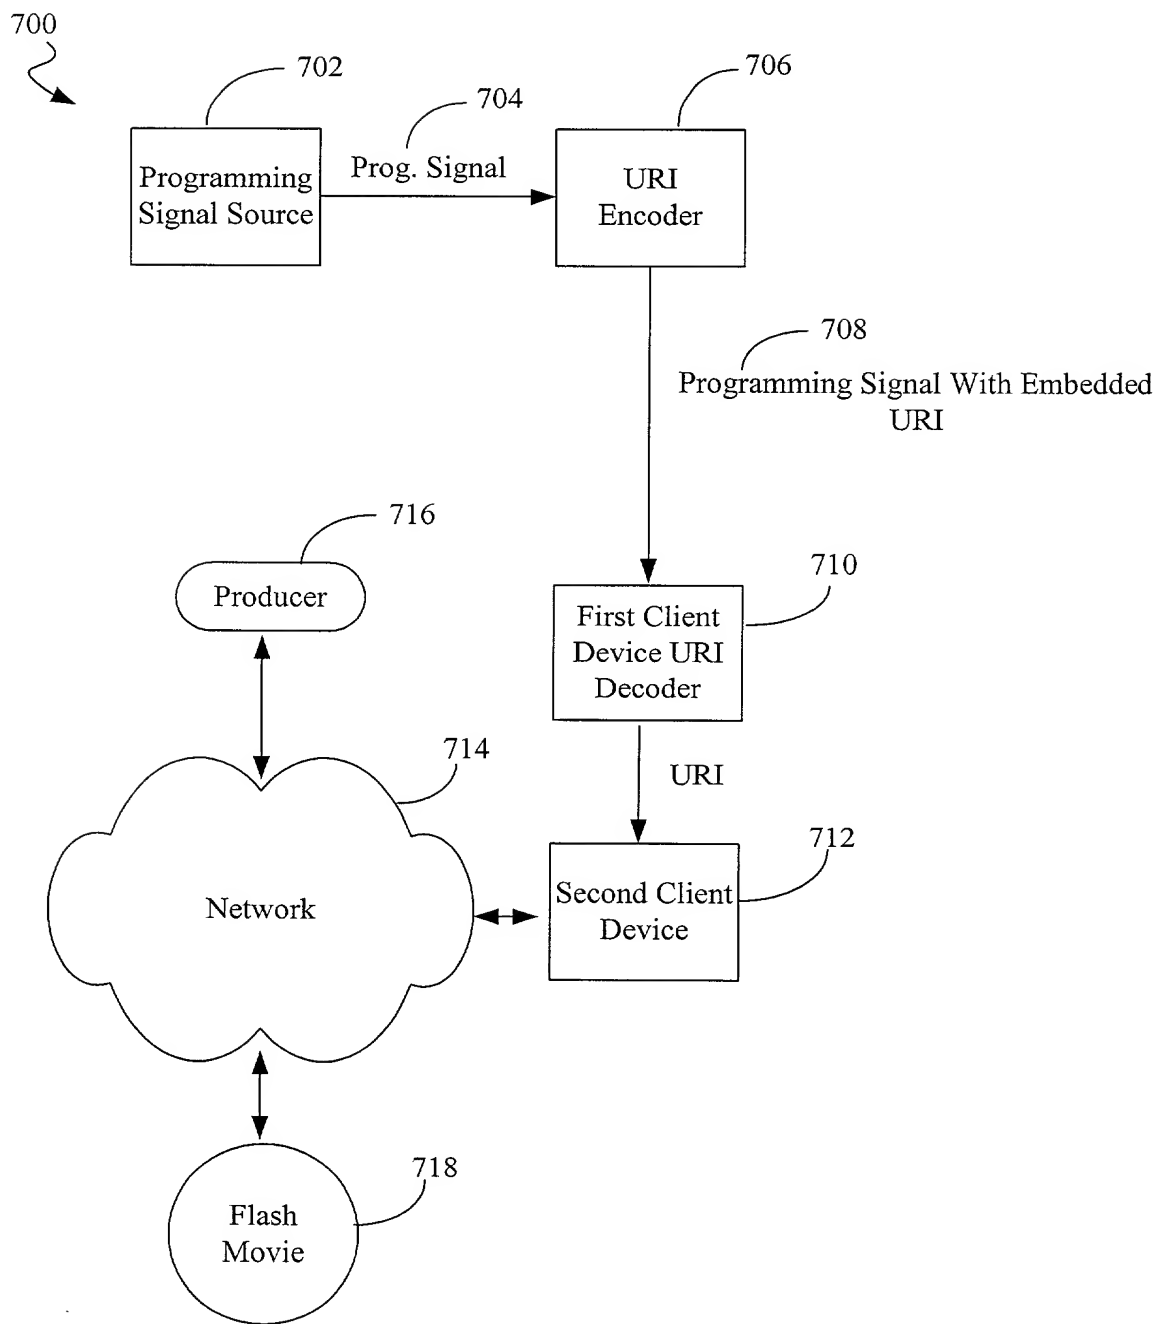 700
702
706
704
Prog. Signal
Programming
Signal Source
URI
Encoder
708
Programming Signal With Embedded
URI
716
Producer
710
First Client
Device URI
Decoder
714
URI
712
Second Client
Device
Network
718
Flash
Movie